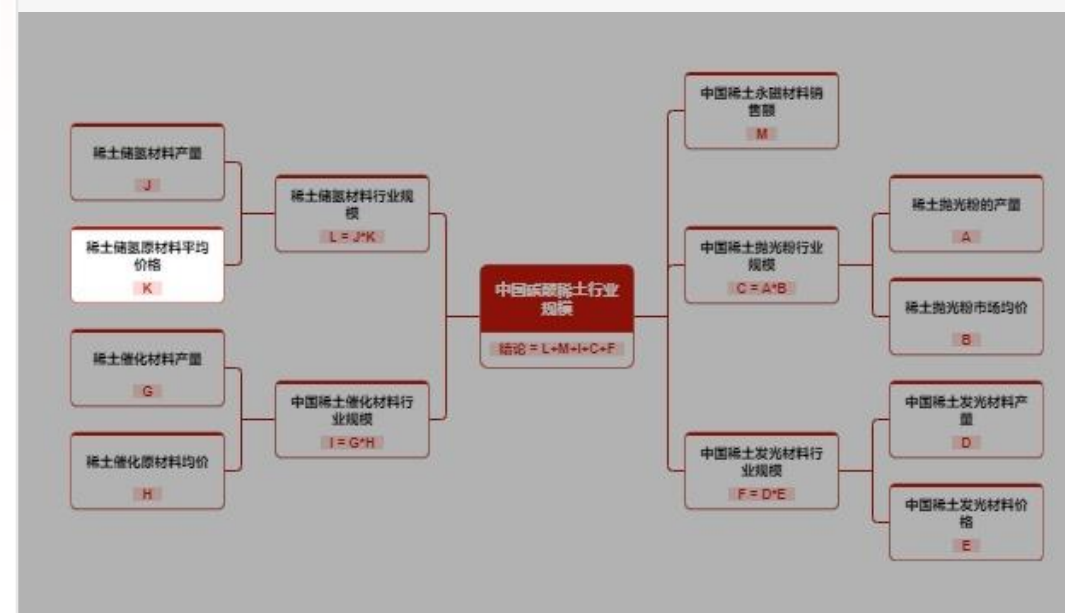 稀土储氢材料产量
J
稀土储氢原材料平均
价格
K
稀土储氢材料行业规
模
L = J*K
稀土催化材料产量
G
稀土催化原材料均价
H
中国稀土催化材料行
业规模
I = G*H
中国碳酸稀土行业
规模
结论 = L+M+I+C+F
中国稀土永磁材料销
售额
M
中国稀土抛光粉行业
规模
C = A*B
稀土抛光粉的产量
A
稀土抛光粉市场均价
B
中国稀土发光材料行
业规模
F = D*E
中国稀土发光材料产
量
D
中国稀土发光材料价
格
E